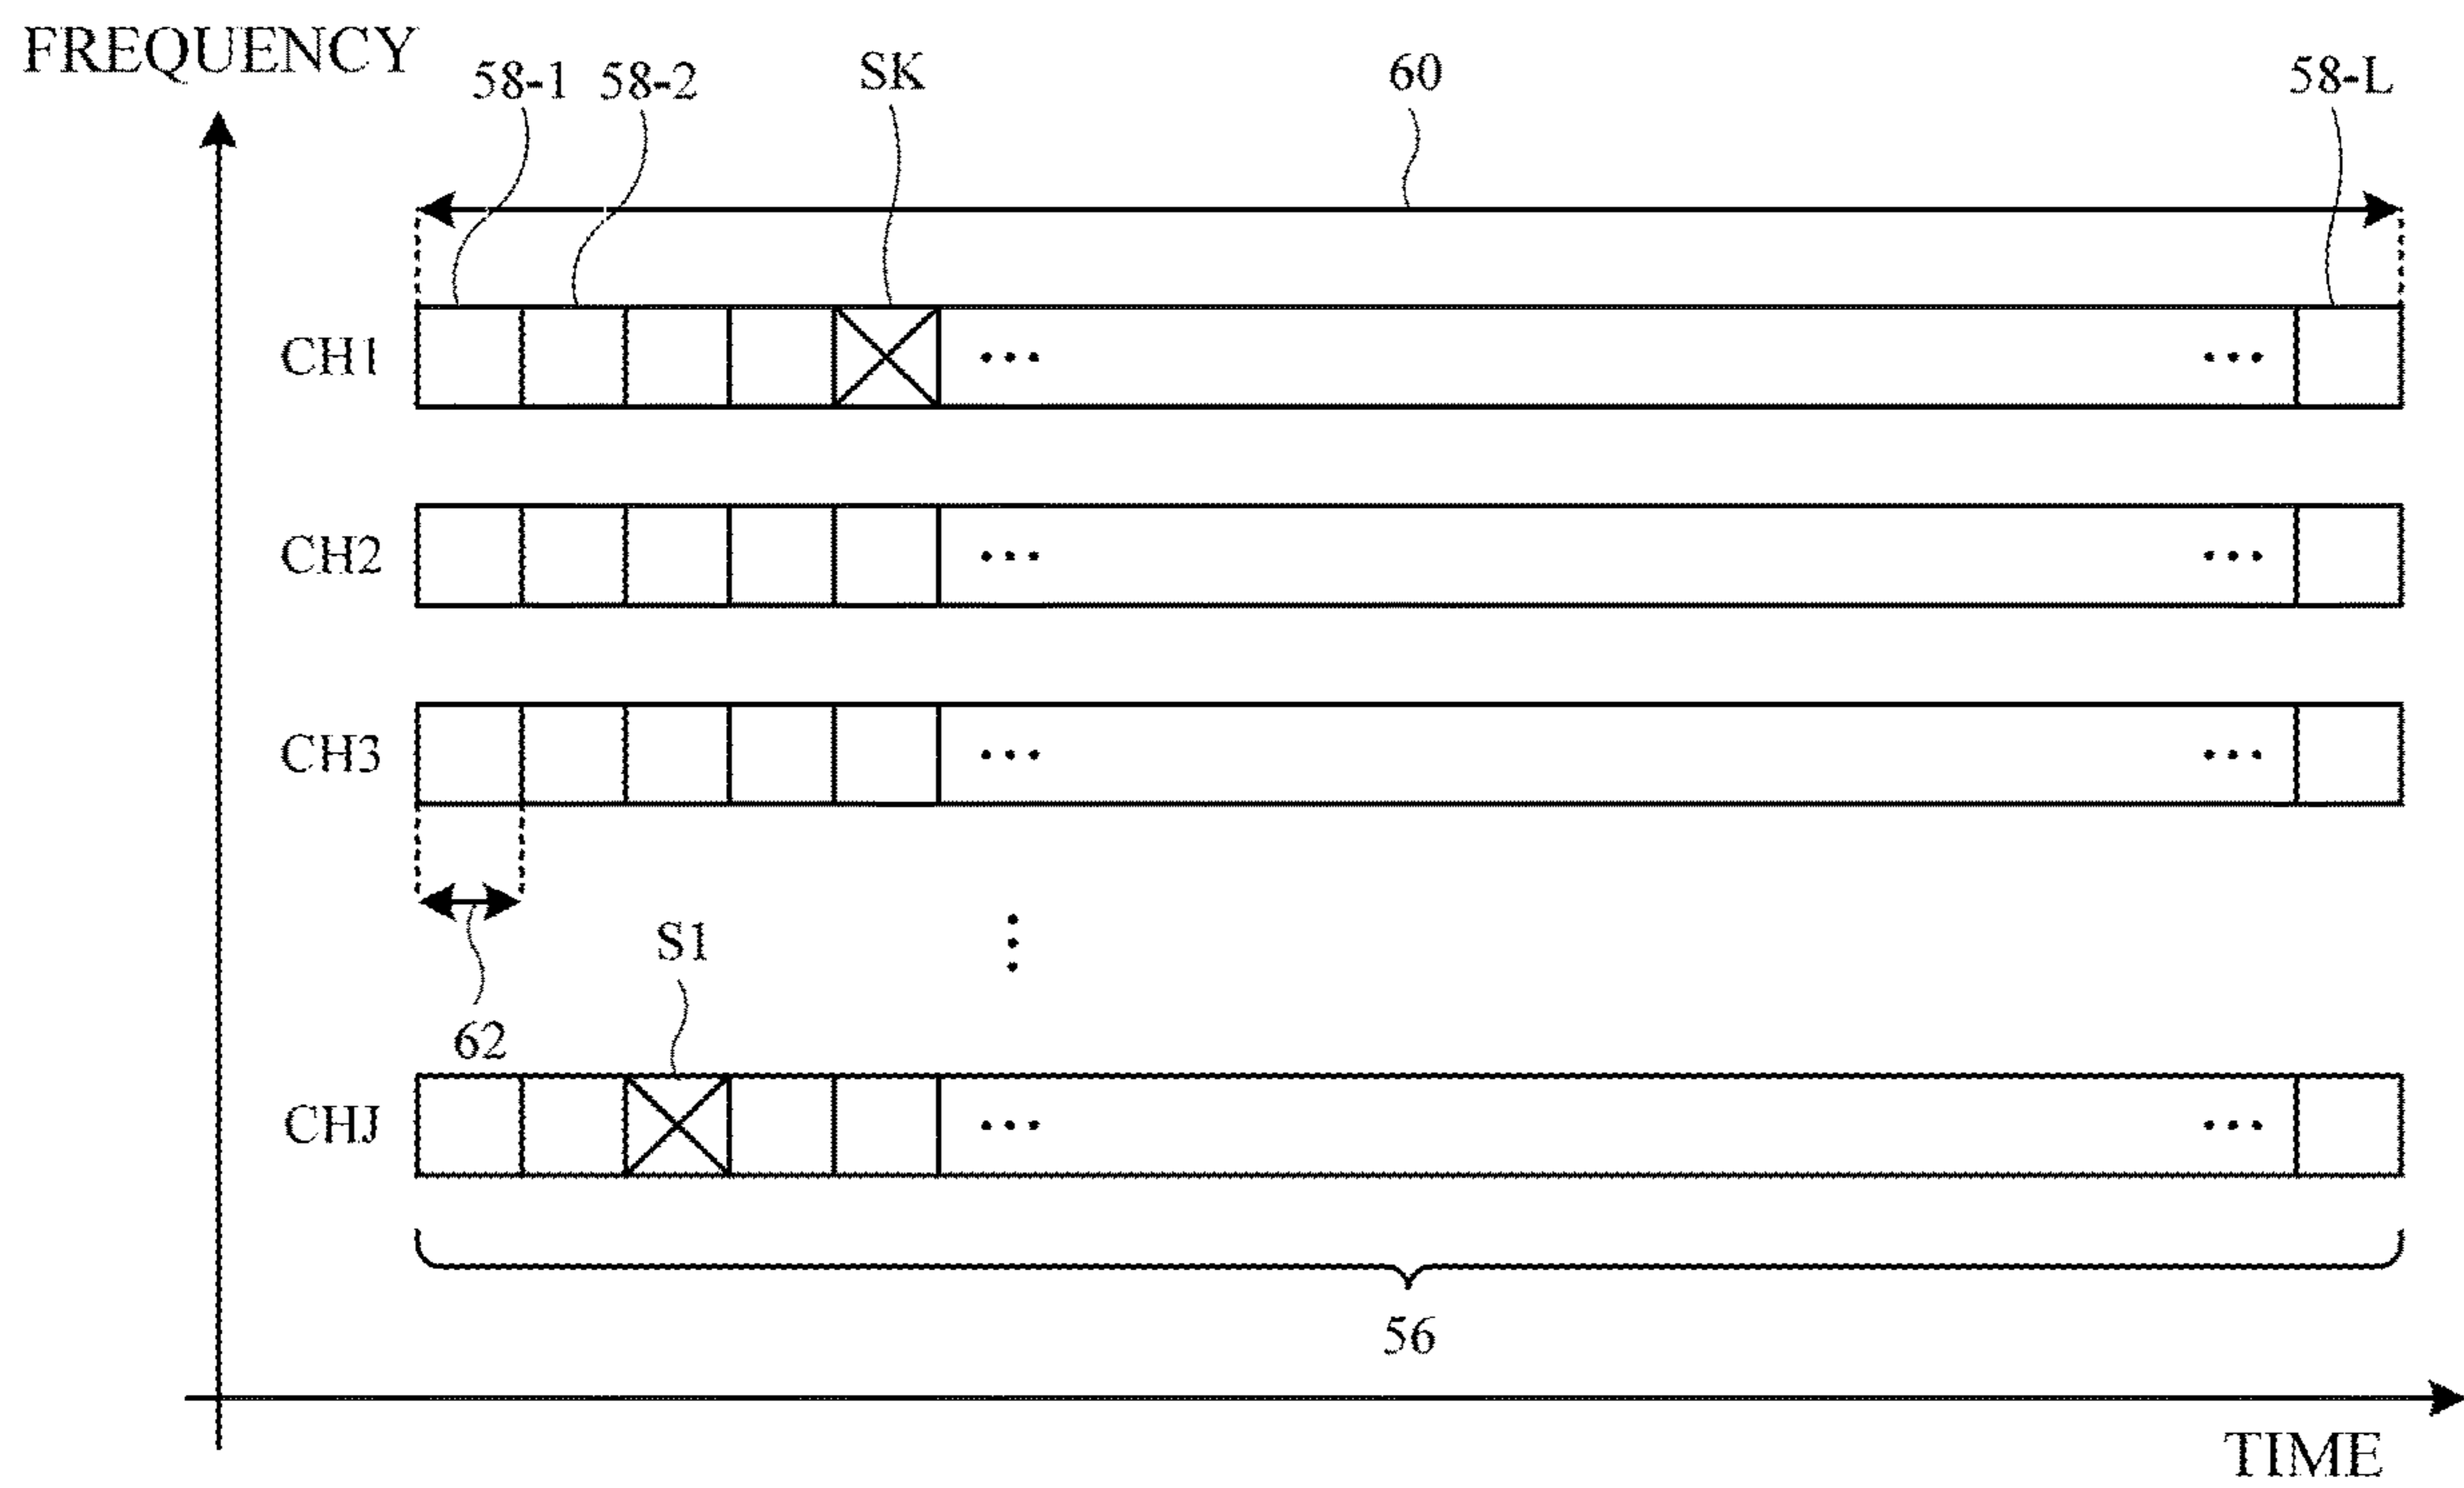 FREQUENCY
58-1 58-2 SK 60 58-L
CH1 ... ...
CH2 ... ...
CH3 ... ...
62 S1
CHJ ... ...
56
TIME